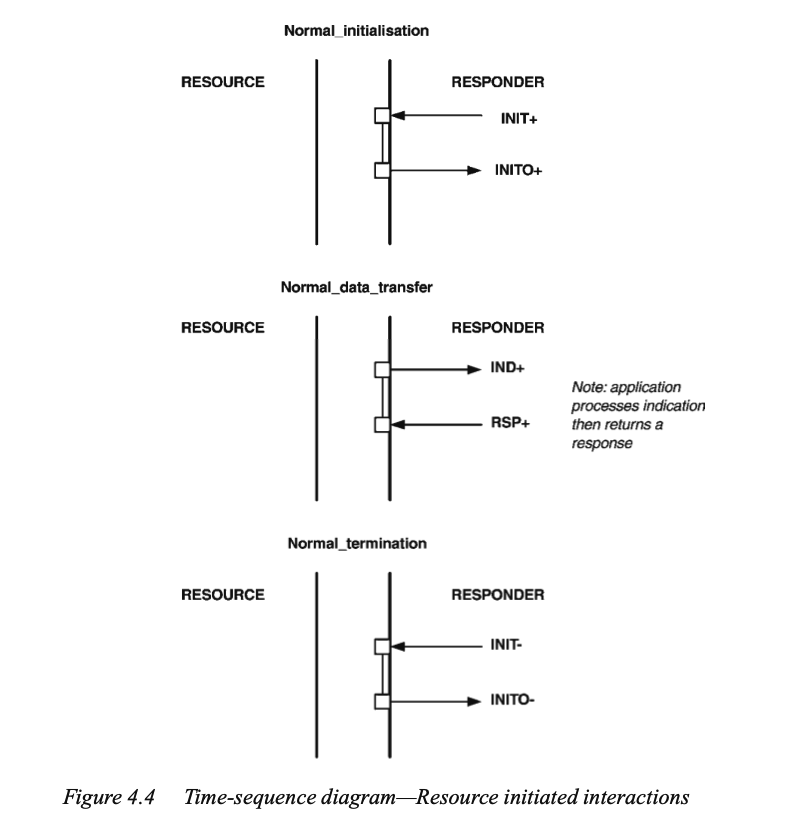 Normal_initialisation
RESOURCE
RESPONDER
INIT+
INITO+
Normal_data_transfer
RESOURCE
RESPONDER
IND+
RSP+
Note: application
processes indication
then returns a
response
Normal_termination
RESOURCE
RESPONDER
INIT-
INITO-
Figure 4.4 Time-sequence diagram—Resource initiated interactions